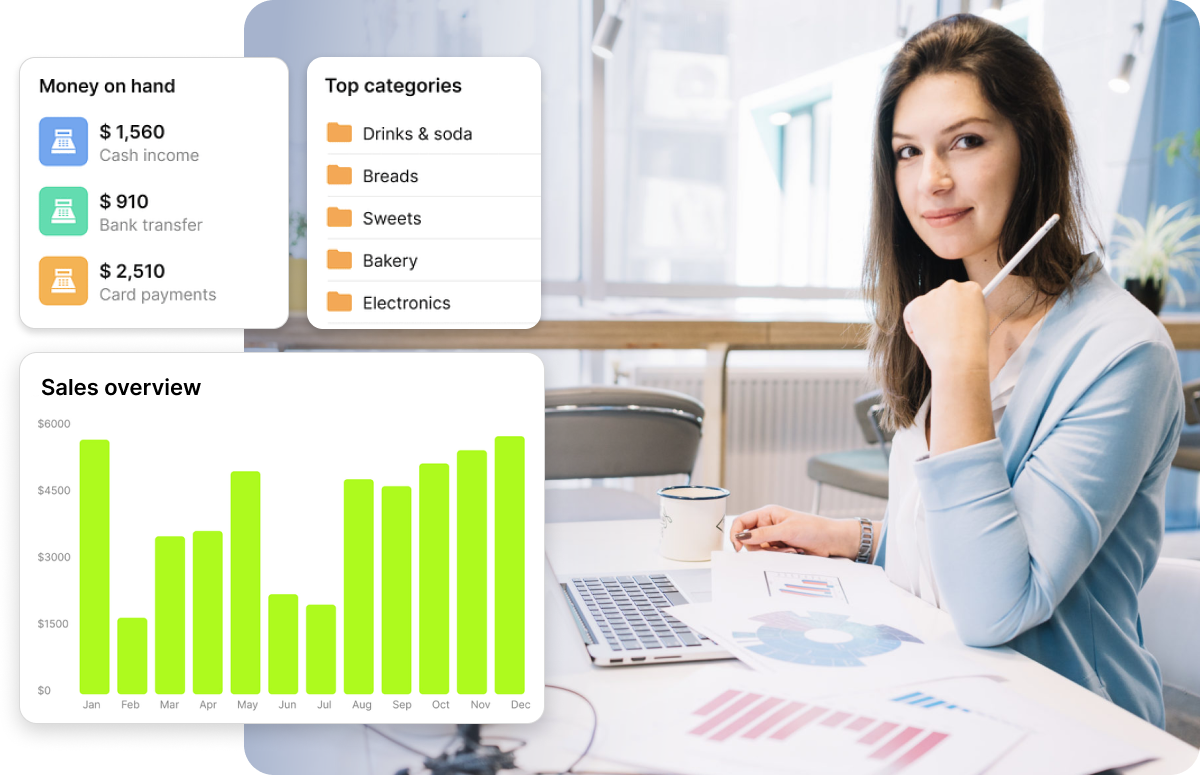 Money on hand
$ 1,560
Cash income
$ 910
Bank transfer
$ 2,510
Card payments
Top categories
Drinks & soda
Breads
Sweets
Bakery
Electronics
Sales overview
$6000
$4500
$3000
$1500
$0
Jan Feb Mar Apr May Jun Jul Aug Sep Oct Nov Dec